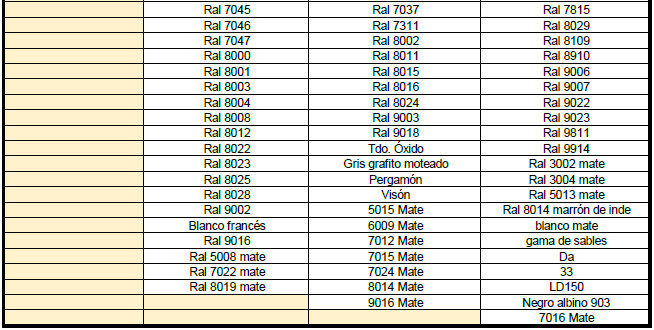 Ral 7045 Ral 7037 Ral 7815
Ral 7046 Ral 7311 Ral 8029
Ral 7047 Ral 8002 Ral 8109
Ral 8000 Ral 8011 Ral 8910
Ral 8001 Ral 8015 Ral 9006
Ral 8003 Ral 8016 Ral 9007
Ral 8004 Ral 8024 Ral 9022
Ral 8008 Ral 9003 Ral 9023
Ral 8012 Ral 9018 Ral 9811
Ral 8022 Tdo. Óxido Ral 9914
Ral 8023 Gris grafito moteado Ral 3002 mate
Ral 8025 Pergamón Ral 3004 mate
Ral 8028 Visón Ral 5013 mate
Ral 9002 5015 Mate Ral 8014 marrón de inde
Blanco francés 6009 Mate blanco mate
Ral 9016 7012 Mate gama de sables
Ral 5008 mate 7015 Mate Da
Ral 7022 mate 7024 Mate 33
Ral 8019 mate 8014 Mate LD150
9016 Mate Negro albino 903
7016 Mate